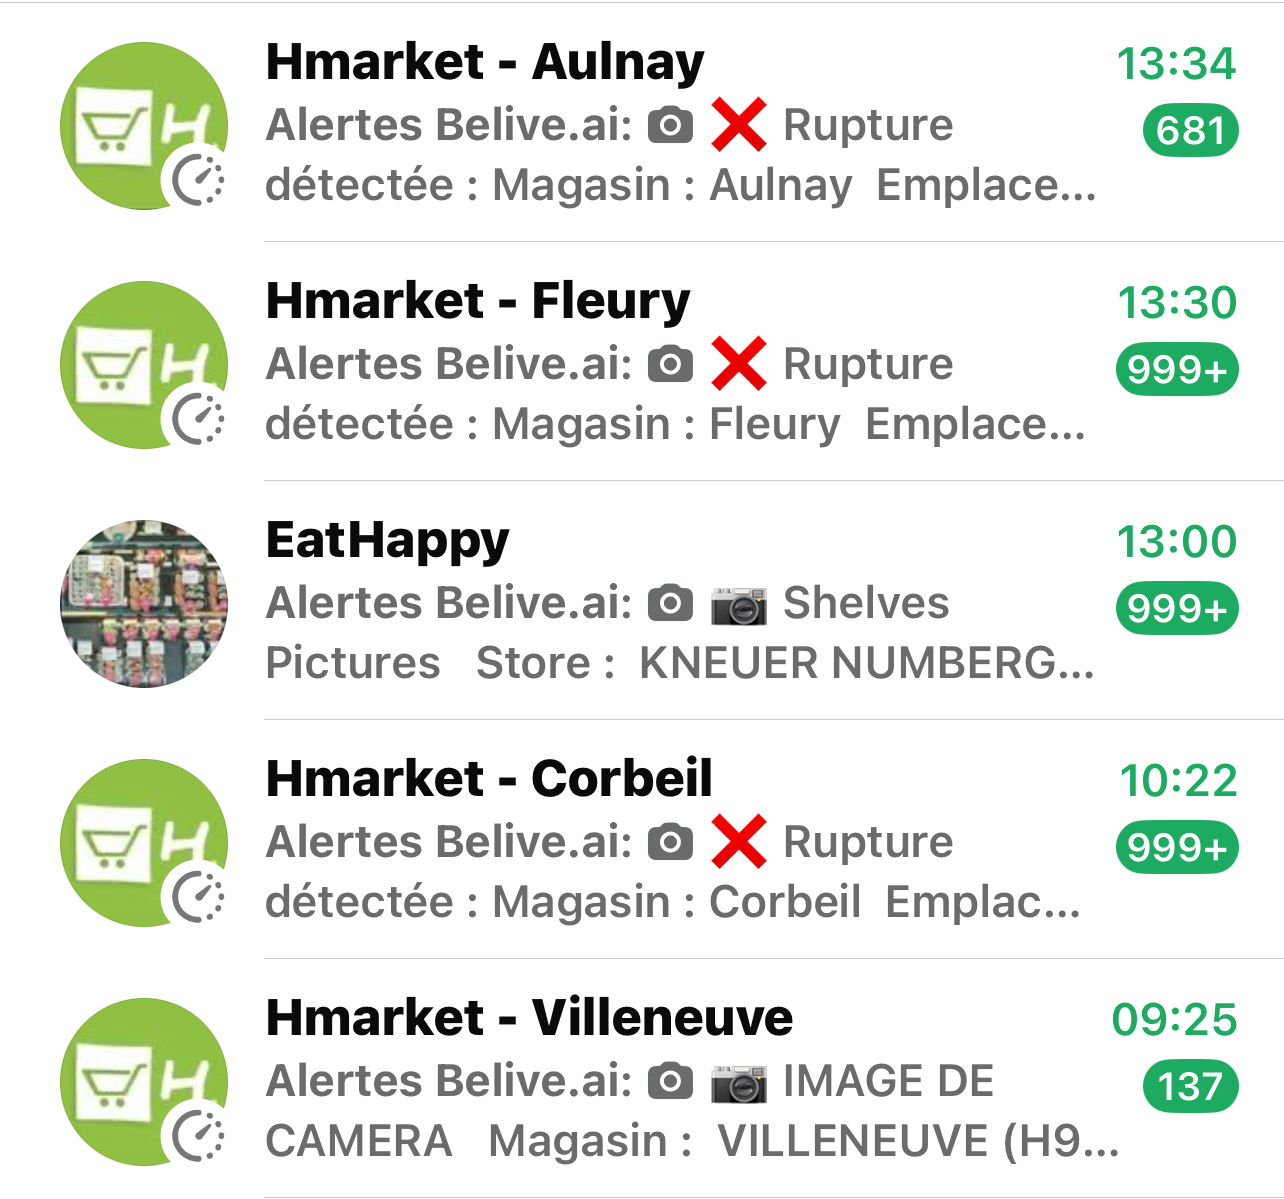 Hmarket - Aulnay
13:34
Alertes Belive.ai: 📷 ❌ Rupture
681
détectée : Magasin : Aulnay  Emplace...
Hmarket - Fleury
13:30
Alertes Belive.ai: 📷 ❌ Rupture
999+
détectée : Magasin : Fleury  Emplace...
EatHappy
13:00
Alertes Belive.ai: 📷 📷 Shelves
999+
Pictures   Store :  KNEUER NUMBERG...
Hmarket - Corbeil
10:22
Alertes Belive.ai: 📷 ❌ Rupture
999+
détectée : Magasin : Corbeil  Emplac...
Hmarket - Villeneuve
09:25
Alertes Belive.ai: 📷 📷 IMAGE DE
137
CAMERA   Magasin :  VILLENEUVE (H9...